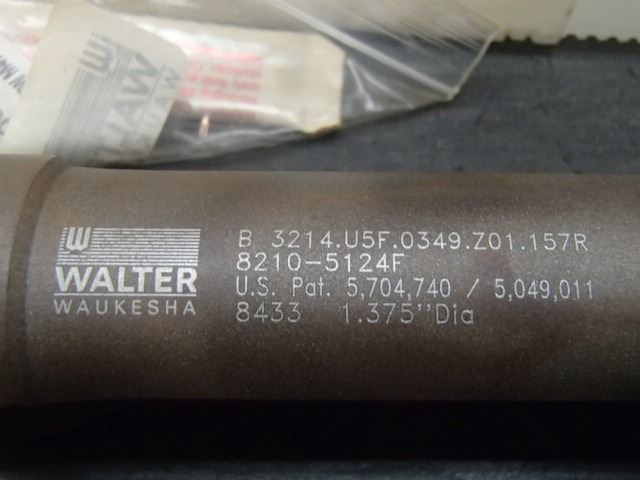 WALTER
WAUKESHA
B 3214.U5F.0349.Z01.157R
8210-5124F
U.S. Pat. 5,704,740 / 5,049,011
8433 1.375"Dia
WALTER